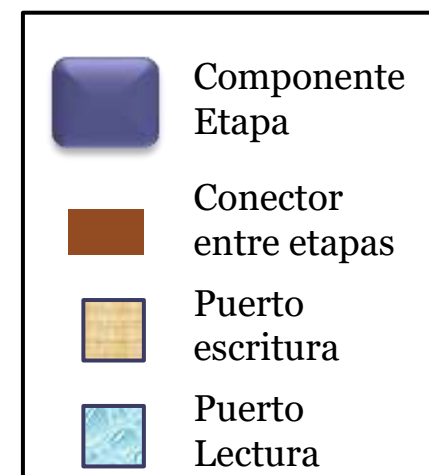 Componente
Etapa
Conector
entre etapas
Puerto
escritura
Puerto
Lectura